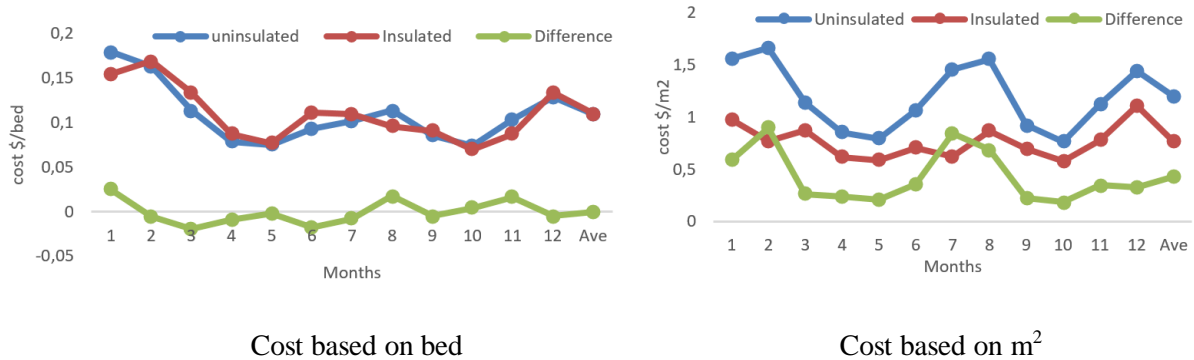 uninsulated Insulated Difference
0,2
0,15
0,1
0,05
0
-0,05
cost $/bed
1 2 3 4 5 6 7 8 9 10 11 12 Ave
Months
Cost based on bed
Uninsulated Insulated Difference
2
1,5
1
0,5
0
cost $/m2
1 2 3 4 5 6 7 8 9 10 11 12 Ave
Months
Cost based on m²